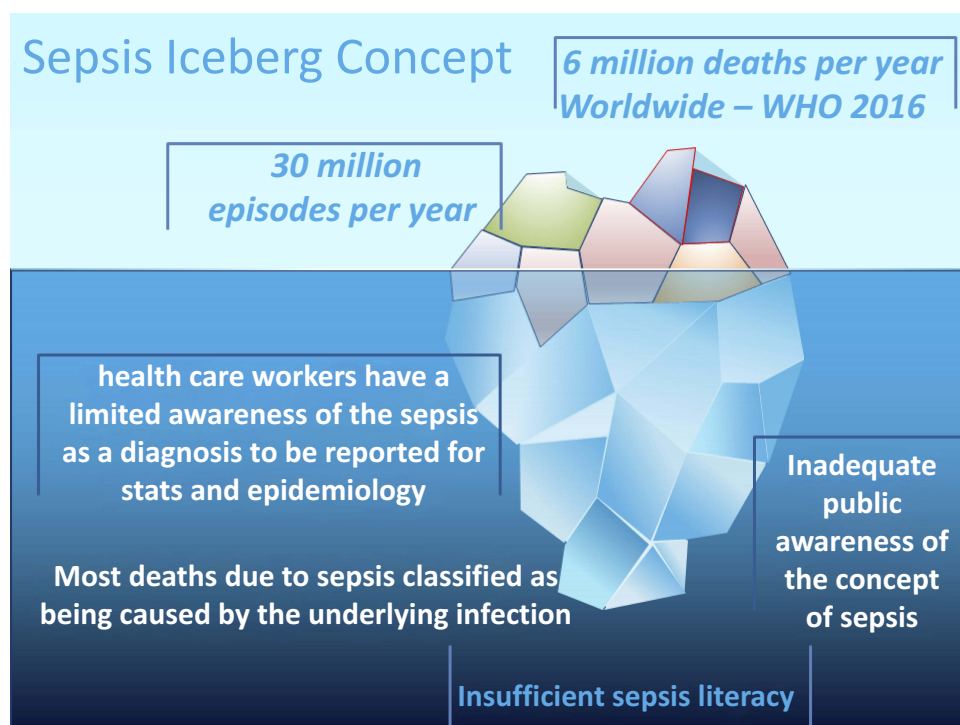 Sepsis Iceberg Concept
6 million deaths per year
Worldwide – WHO 2016
30 million
episodes per year
health care workers have a
limited awareness of the sepsis
as a diagnosis to be reported for
stats and epidemiology
Inadequate
public
awareness of
the concept
of sepsis
Most deaths due to sepsis classified as
being caused by the underlying infection
Insufficient sepsis literacy